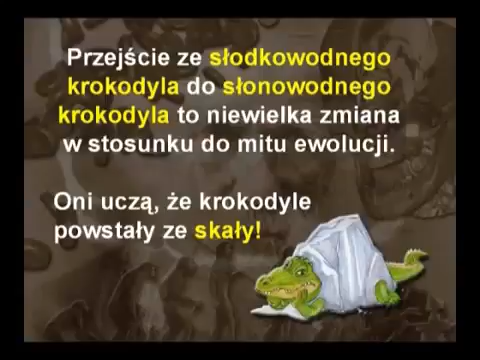 Przejście ze słodkowodnego
krokodyla do słonowodnego
krokodyla to niewielka zmiana
w stosunku do mitu ewolucji.
Oni uczą, że krokodyle
powstały ze skały!